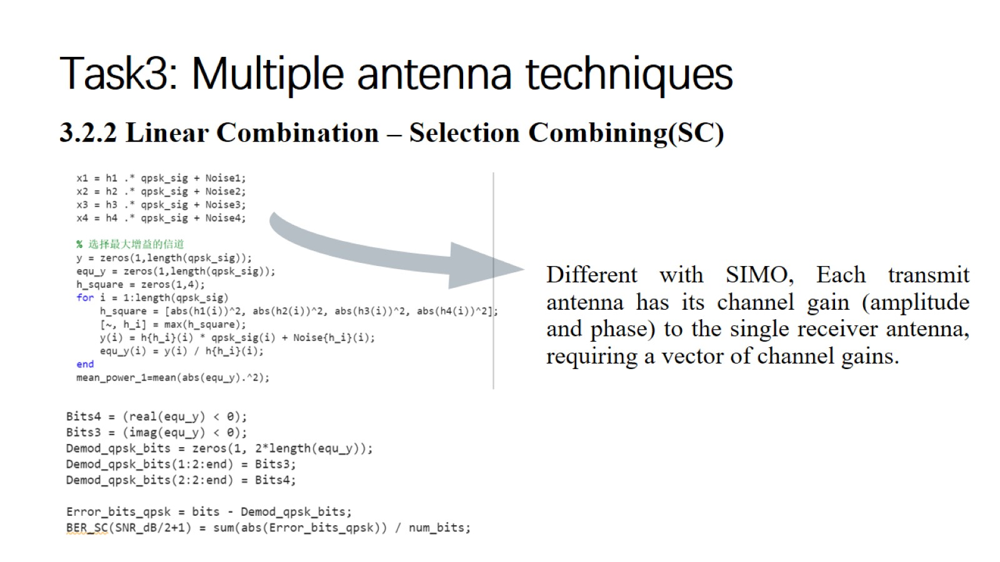 Task3: Multiple antenna techniques
3.2.2 Linear Combination – Selection Combining(SC)
x1 = h1 .* qpsk_sig + Noise1;
x2 = h2 .* qpsk_sig + Noise2;
x3 = h3 .* qpsk_sig + Noise3;
x4 = h4 .* qpsk_sig + Noise4;
% 选择最大增益的信道
y = zeros(1,length(qpsk_sig));
equ_y = zeros(1,length(qpsk_sig));
h_square = zeros(1,4);
for i = 1:length(qpsk_sig)
h_square = [abs(h1(i))^2, abs(h2(i))^2, abs(h3(i))^2, abs(h4(i))^2];
[~, h_i] = max(h_square);
y(i) = h{h_i}(i) * qpsk_sig(i) + Noise{h_i}(i);
equ_y(i) = y(i) / h{h_i}(i);
end
mean_power_1=mean(abs(equ_y).^2);
Bits4 = (real(equ_y) < 0);
Bits3 = (imag(equ_y) < 0);
Demod_qpsk_bits = zeros(1, 2*length(equ_y));
Demod_qpsk_bits(1:2:end) = Bits3;
Demod_qpsk_bits(2:2:end) = Bits4;
Error_bits_qpsk = bits - Demod_qpsk_bits;
BER_SC(SNR_dB/2+1) = sum(abs(Error_bits_qpsk)) / num_bits;
Different with SIMO, Each transmit
antenna has its channel gain (amplitude
and phase) to the single receiver antenna,
requiring a vector of channel gains.